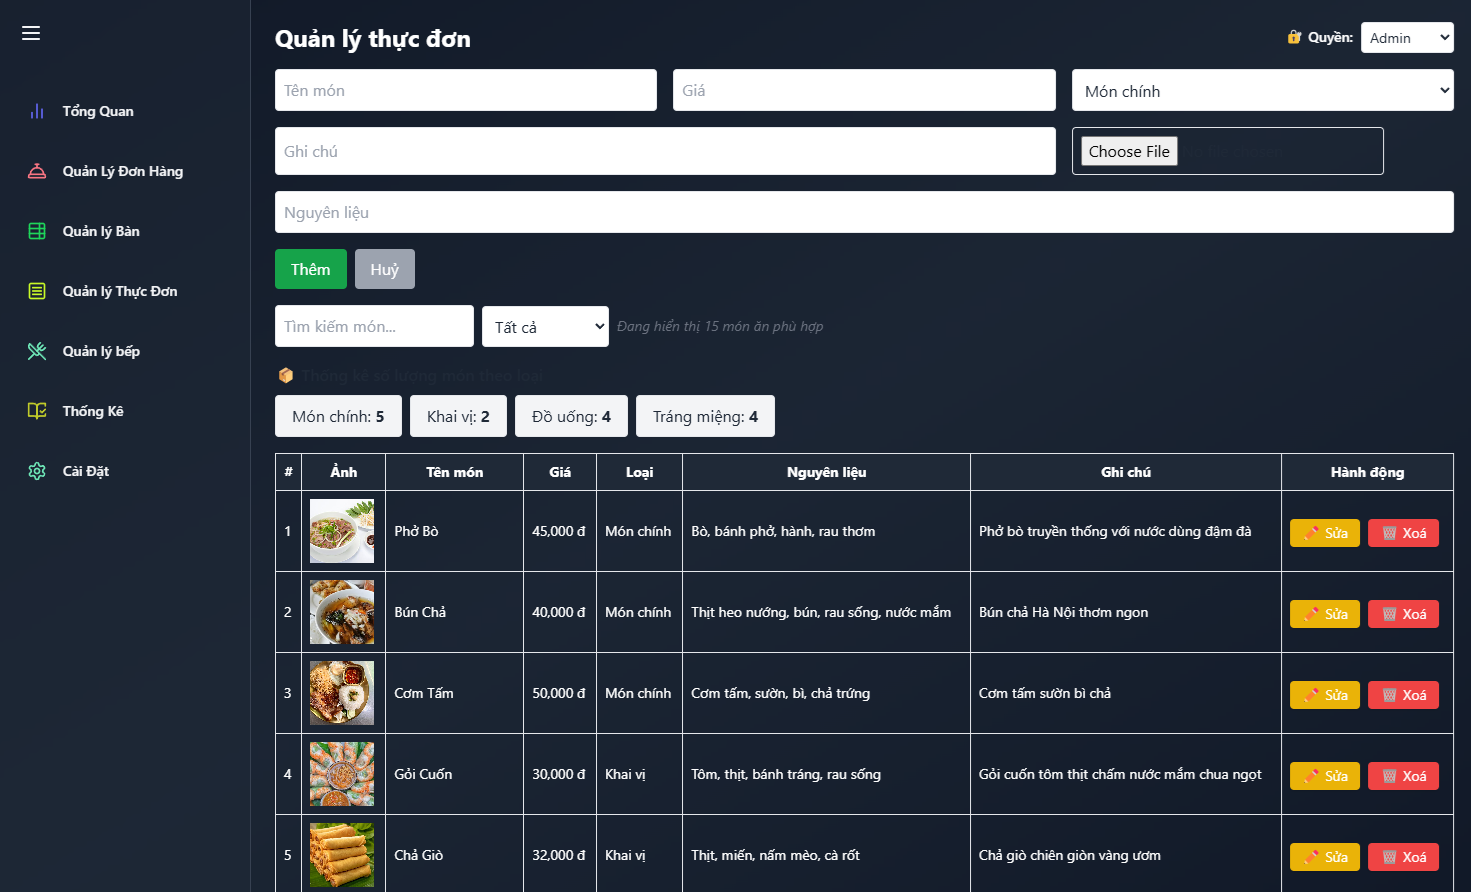 Quản lý thực đơn
Quyền: Admin
Tổng Quan
Quản Lý Đơn Hàng
Quản lý Bàn
Quản lý Thực Đơn
Quản lý bếp
Thống Kê
Cài Đặt
Tên món Giá Món chính
Ghi chú Choose File
Nguyên liệu
Thêm Huỷ
Tìm kiếm món... Tất cả Đang hiển thị 15 món ăn phù hợp
Thống kê số lượng món theo loại
Món chính: 5 Khai vị: 2 Đồ uống: 4 Tráng miệng: 4
# Ảnh Tên món Giá Loại Nguyên liệu Ghi chú Hành động
1 Phở Bò 45,000 đ Món chính Bò, bánh phở, hành, rau thơm Phở bò truyền thống với nước dùng đậm đà Sửa Xoá
2 Bún Chả 40,000 đ Món chính Thịt heo nướng, bún, rau sống, nước mắm Bún chả Hà Nội thơm ngon Sửa Xoá
3 Cơm Tấm 50,000 đ Món chính Cơm tấm, sườn, bì, chả trứng Cơm tấm sườn bì chả Sửa Xoá
4 Gỏi Cuốn 30,000 đ Khai vị Tôm, thịt, bánh tráng, rau sống Gỏi cuốn tôm thịt chấm nước mắm chua ngọt Sửa Xoá
5 Chả Giò 32,000 đ Khai vị Thịt, miến, nấm mèo, cà rốt Chả giò chiên giòn vàng ươm Sửa Xoá